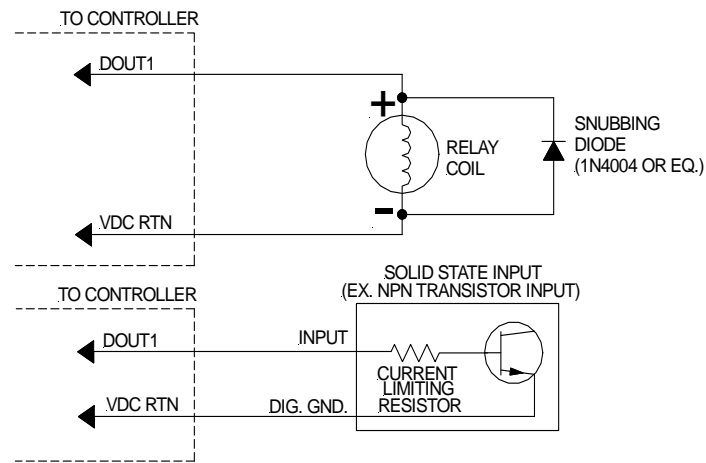 TO CONTROLLER
DOUT1
+
RELAY
COIL
SNUBBING
DIODE
(1N4004 OR EQ.)
-
VDC RTN
SOLID STATE INPUT
(EX. NPN TRANSISTOR INPUT)
TO CONTROLLER
DOUT1
INPUT
CURRENT
LIMITING
RESISTOR
VDC RTN
DIG. GND.